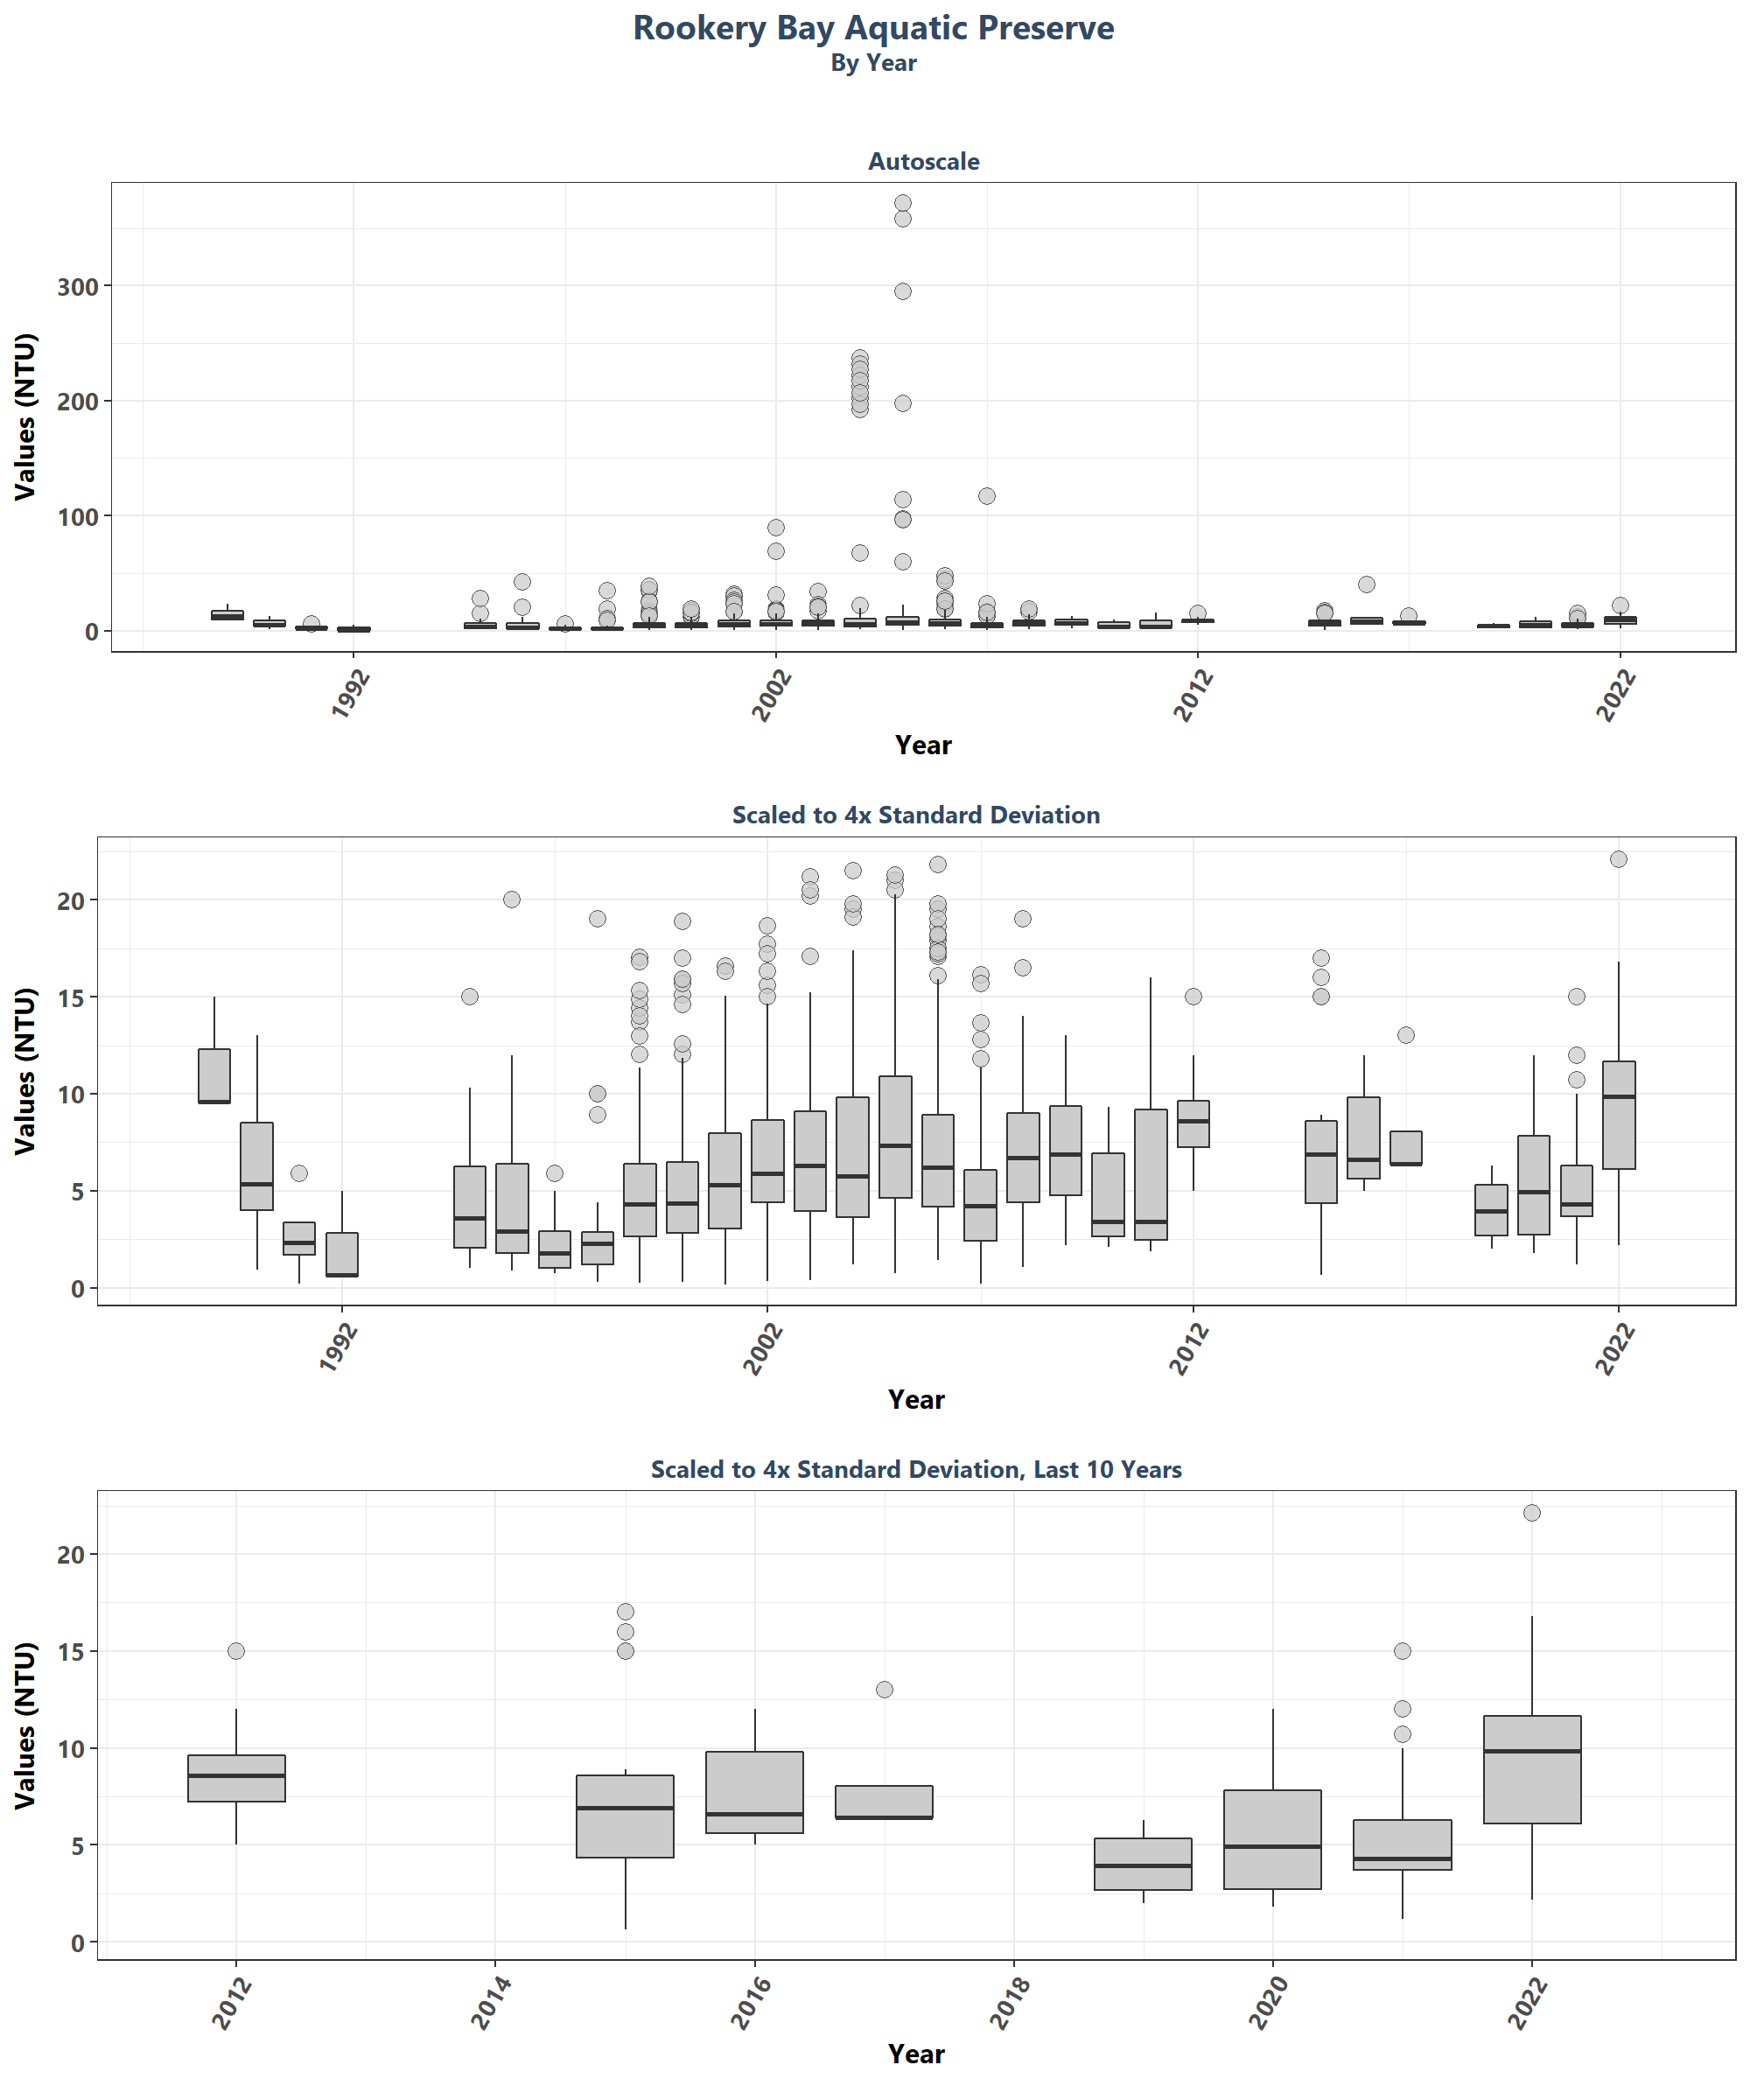 Rookery Bay Aquatic Preserve
By Year
Autoscale
Values (NTU)
300
200
100
0
1992 2002 2012 2022
Year
Scaled to 4x Standard Deviation
Values (NTU)
20
15
10
5
0
1992 2002 2012 2022
Year
Scaled to 4x Standard Deviation, Last 10 Years
Values (NTU)
20
15
10
5
0
2012 2014 2016 2018 2020 2022
Year